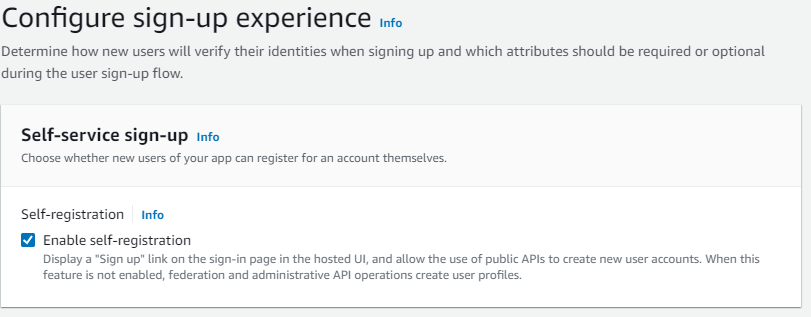 Configure sign-up experience Info
Determine how new users will verify their identities when signing up and which attributes should be required or optional
during the user sign-up flow.
Self-service sign-up Info
Choose whether new users of your app can register for an account themselves.
Self-registration Info
Enable self-registration
Display a "Sign up" link on the sign-in page in the hosted UI, and allow the use of public APIs to create new user accounts. When this
feature is not enabled, federation and administrative API operations create user profiles.